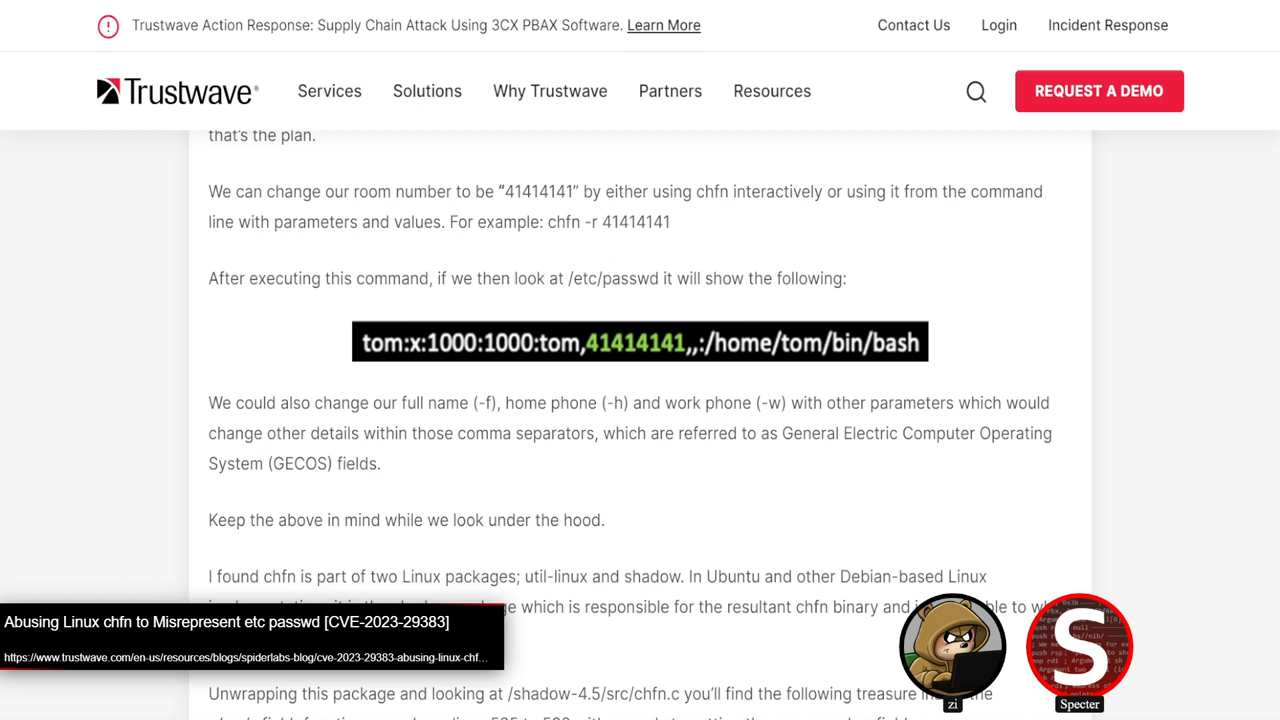 Trustwave Action Response: Supply Chain Attack Using 3CX PBAX Software. Learn More
Contact Us Login Incident Response
Trustwave® Services Solutions Why Trustwave Partners Resources REQUEST A DEMO
that's the plan.
We can change our room number to be “41414141” by either using chfn interactively or using it from the command
line with parameters and values. For example: chfn -r 41414141
After executing this command, if we then look at /etc/passwd it will show the following:
tom:x:1000:1000:tom,41414141,,:/home/tom/bin/bash
We could also change our full name (-f), home phone (-h) and work phone (-w) with other parameters which would
change other details within those comma separators, which are referred to as General Electric Computer Operating
System (GECOS) fields.
Keep the above in mind while we look under the hood.
I found chfn is part of two Linux packages; util-linux and shadow. In Ubuntu and other Debian-based Linux
which is responsible for the resultant chfn binary and
Abusing Linux chfn to Misrepresent etc passwd [CVE-2023-29383]
https://www.trustwave.com/en-us/resources/blogs/spiderlabs-blog/cve-2023-29383-abusing-linux-chf...
Unwrapping this package and looking at /shadow-4.5/src/chfn.c you'll find the following treasure
S
zi
Specter